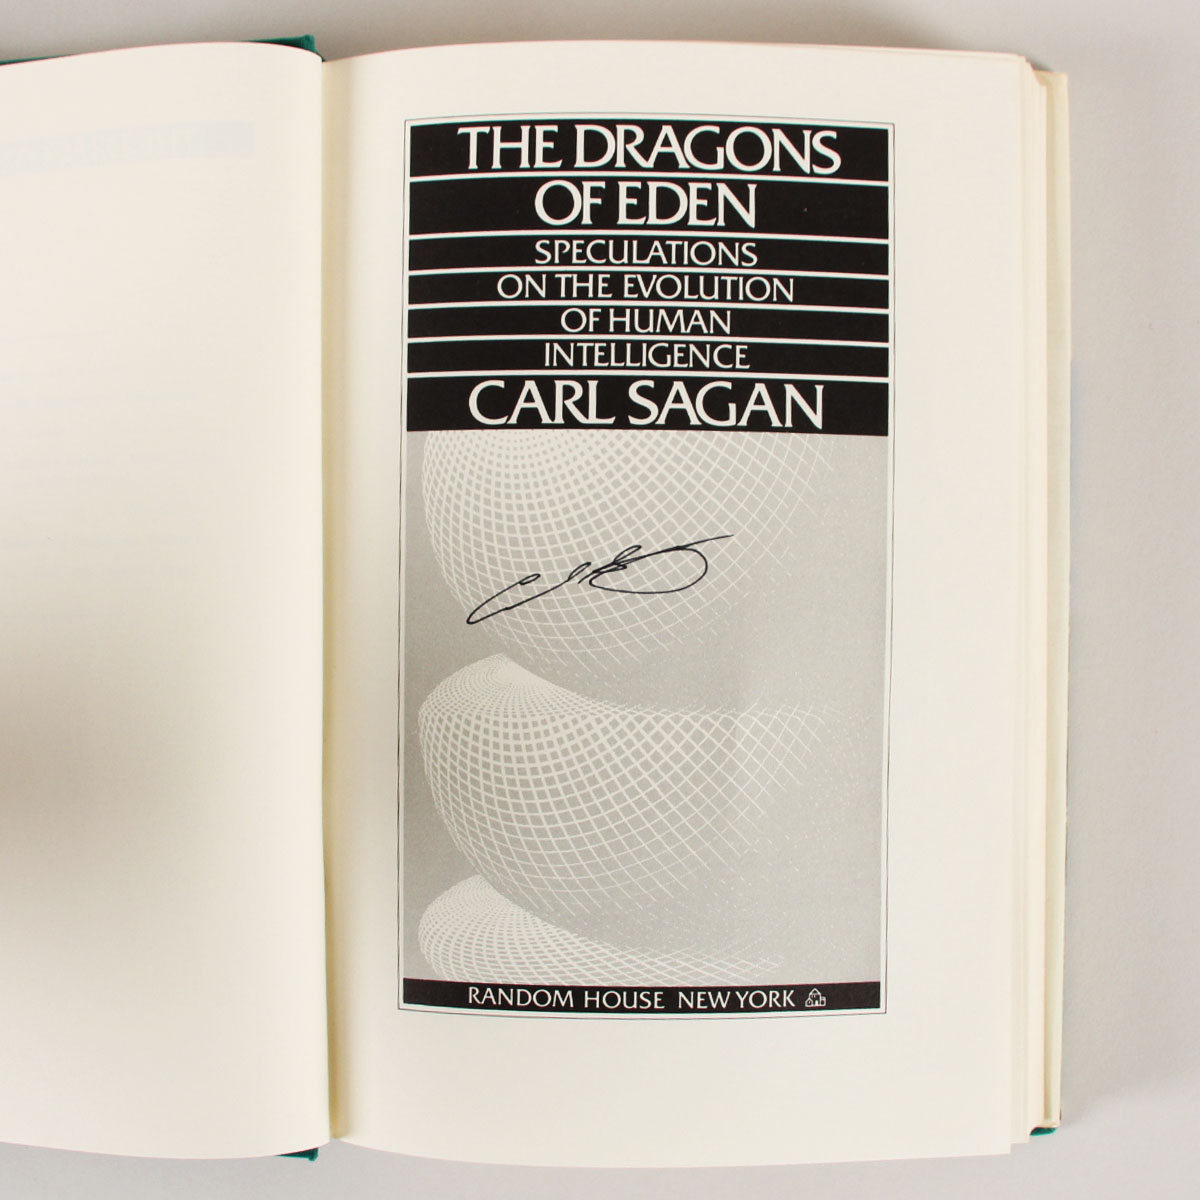 THE DRAGONS
OF EDEN
SPECULATIONS
ON THE EVOLUTION
OF HUMAN
INTELLIGENCE
CARL SAGAN
RANDOM HOUSE NEW YORK